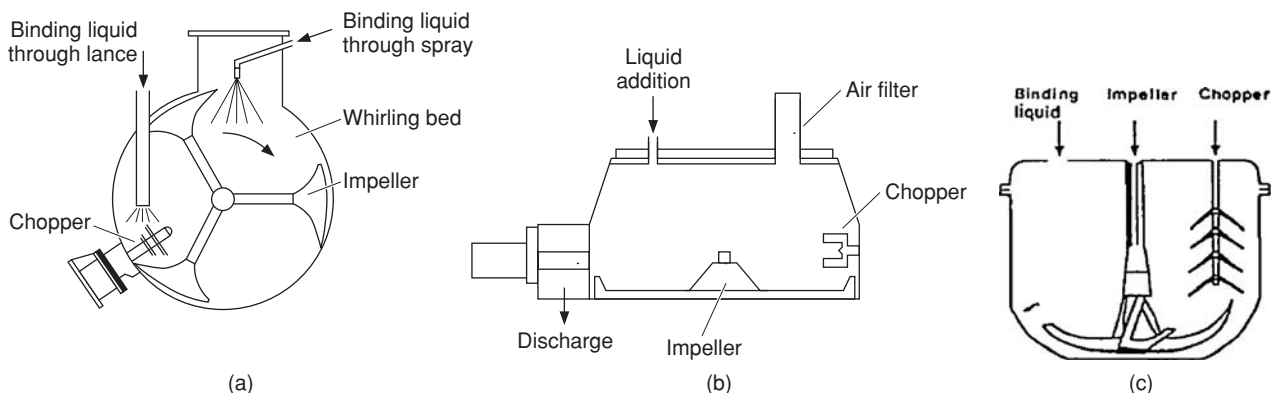 Binding liquid
through lance
Binding liquid
through spray
Whirling bed
Impeller
Chopper
(a)
Liquid
addition
Air filter
Chopper
Discharge
Impeller
(b)
Binding
liquid
Impeller
Chopper
(c)